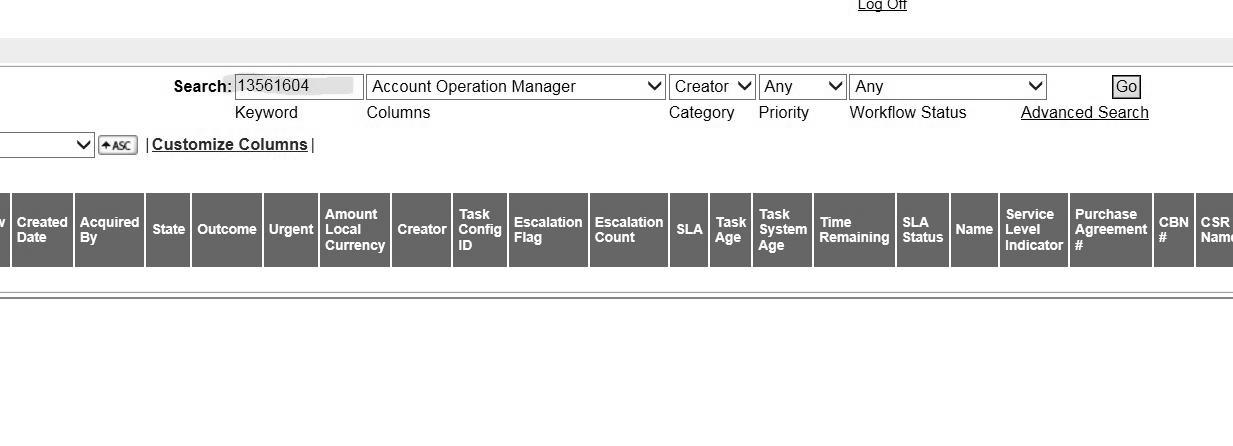 Log Off
Search: 13561604 Account Operation Manager Creator Any Any Go
Keyword Columns Category Priority Workflow Status Advanced Search
ASC | Customize Columns |
Created Date Acquired By State Outcome Urgent Amount Local Currency Creator Task Config ID Escalation Flag Escalation Count SLA Task Age Task System Age Time Remaining SLA Status Name Service Level Indicator Purchase Agreement # CBN # CSR Name